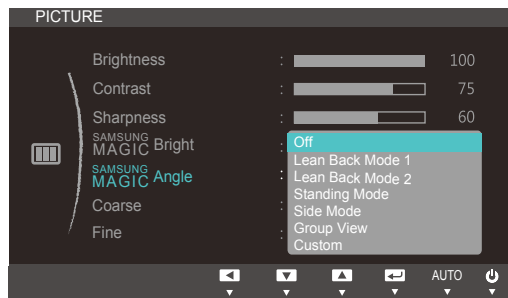 PICTURE
Brightness : 100
Contrast : 75
Sharpness : 60
SAMSUNG
MAGIC Bright :
SAMSUNG
MAGIC Angle :
Coarse :
Fine :
Off
Lean Back Mode 1
Lean Back Mode 2
Standing Mode
Side Mode
Group View
Custom
AUTO